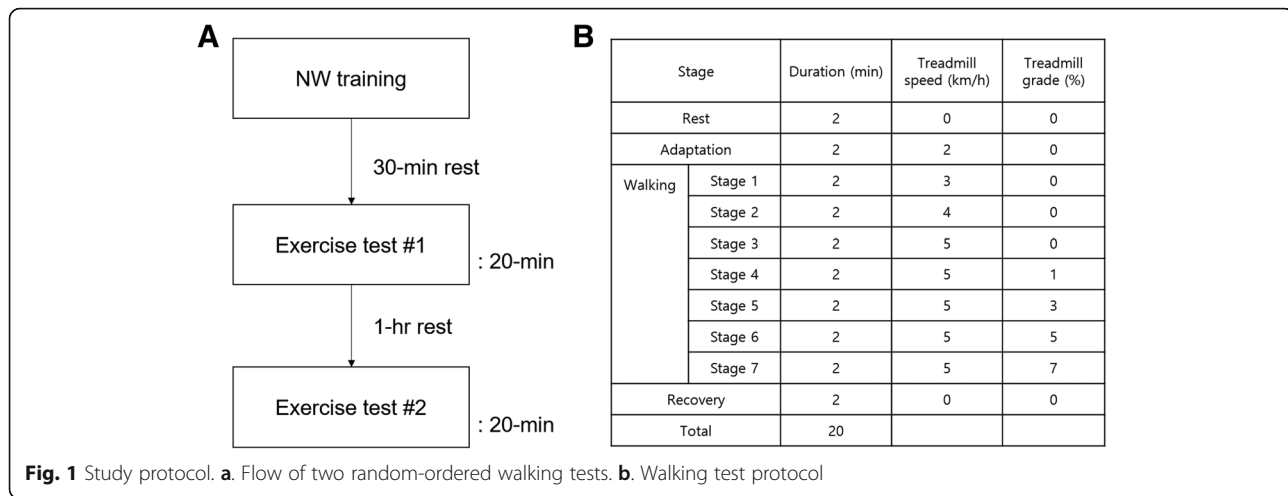 A
NW training
30-min rest
Exercise test #1
: 20-min
1-hr rest
Exercise test #2
: 20-min
B
Stage Duration (min) Treadmill speed (km/h) Treadmill grade (%)
Rest 2 0 0
Adaptation 2 2 0
Walking Stage 1 2 3 0
Stage 2 2 4 0
Stage 3 2 5 0
Stage 4 2 5 1
Stage 5 2 5 3
Stage 6 2 5 5
Stage 7 2 5 7
Recovery 2 0 0
Total 20
Fig. 1 Study protocol. a. Flow of two random-ordered walking tests. b. Walking test protocol